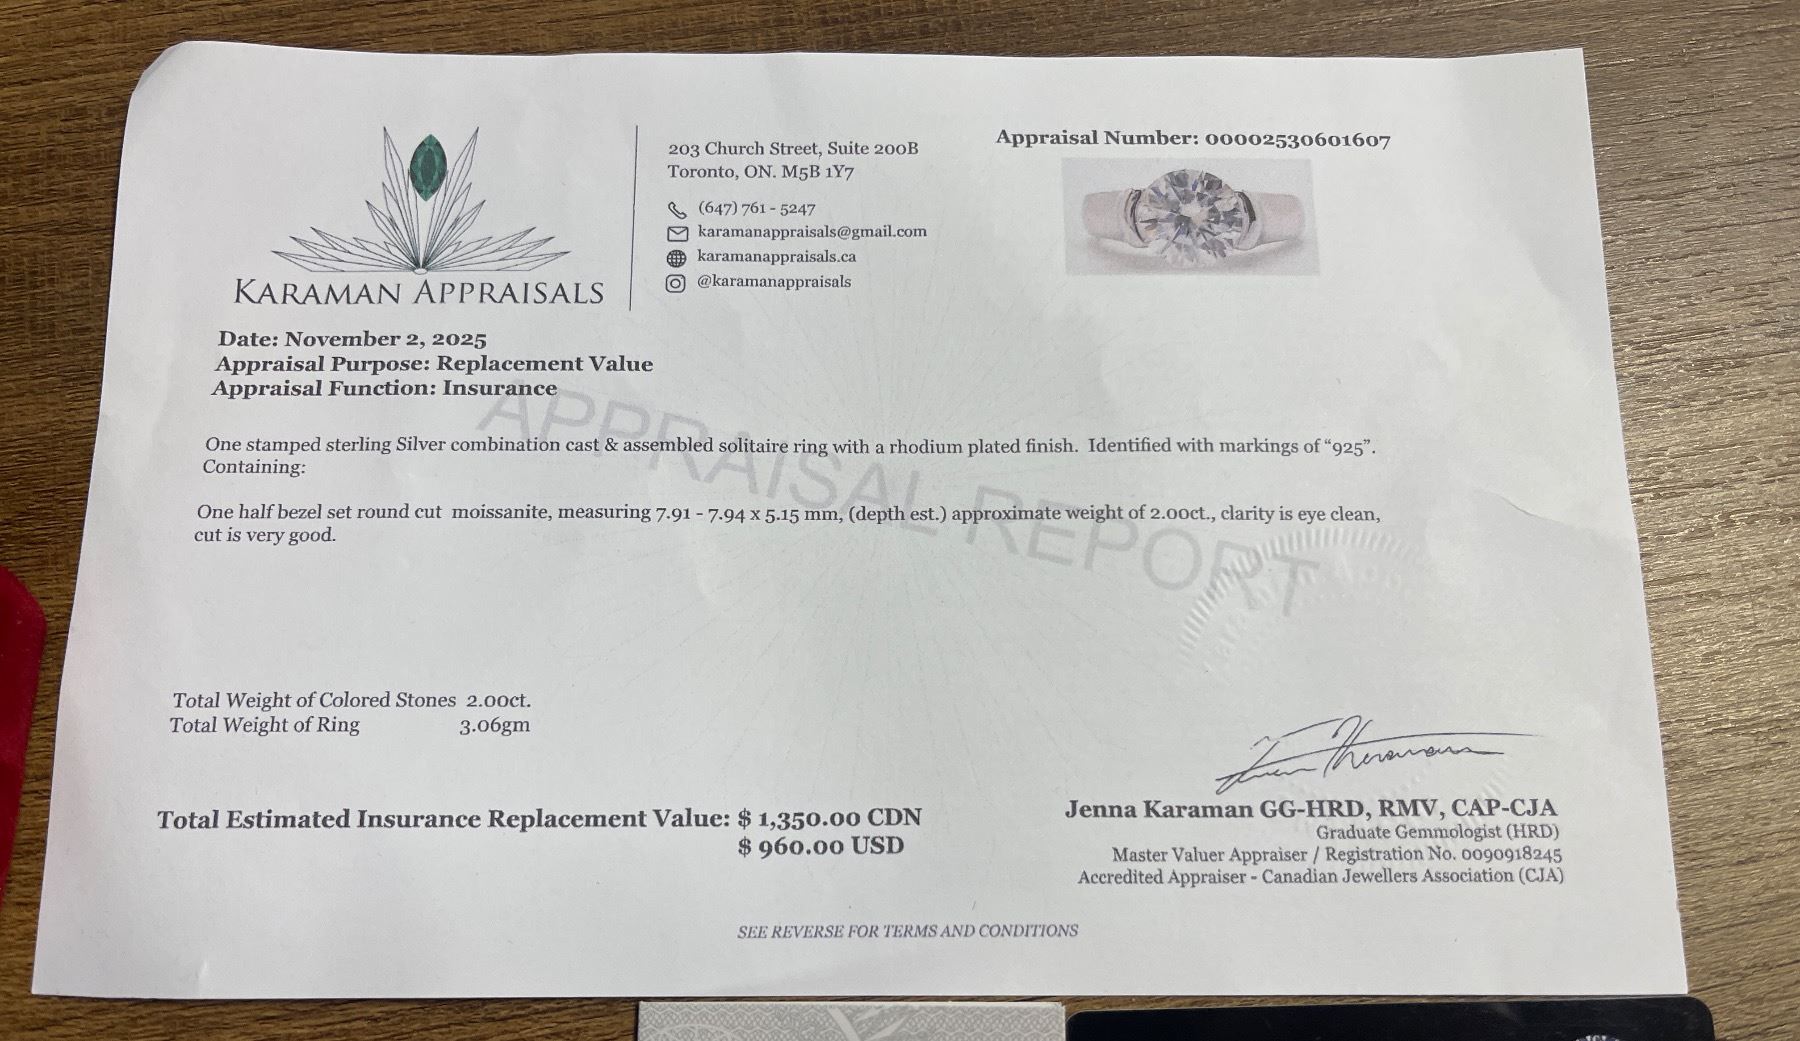 KARAMAN APPRAISALS
203 Church Street, Suite 200B
Toronto, ON. M5B 1Y7
(647) 761 - 5247
karamanappraisals@gmail.com
karamanappraisals.ca
@karamanappraisals
Appraisal Number: 00002530601607
Date: November 2, 2025
Appraisal Purpose: Replacement Value
Appraisal Function: Insurance
APPRAISAL REPORT
One stamped sterling Silver combination cast & assembled solitaire ring with a rhodium plated finish. Identified with markings of “925”.
Containing:
One half bezel set round cut moissanite, measuring 7.91 - 7.94 x 5.15 mm, (depth est.) approximate weight of 2.00ct., clarity is eye clean,
cut is very good.
Total Weight of Colored Stones 2.00ct.
Total Weight of Ring 3.06gm
Total Estimated Insurance Replacement Value: $ 1,350.00 CDN
$ 960.00 USD
Jenna Karaman GG-HRD, RMV, CAP-CJA
Graduate Gemmologist (HRD)
Master Valuer Appraiser / Registration No. 0090918245
Accredited Appraiser - Canadian Jewellers Association (CJA)
SEE REVERSE FOR TERMS AND CONDITIONS